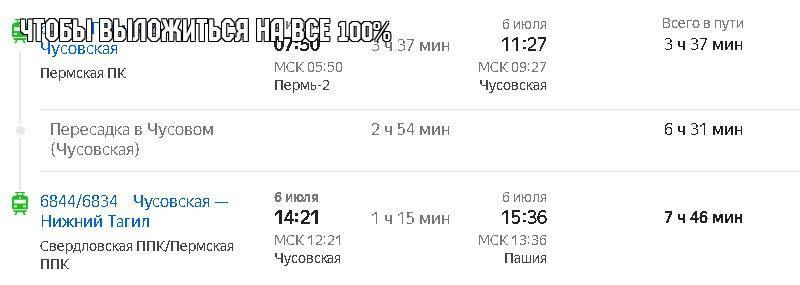 ЧТОБЫ ВЫЛОЖИТЬСЯ НА ВСЕ 100%
6 июля
Всего в пути
Чусовская
07:50
3 ч 37 мин
11:27
3 ч 37 мин
МСК 05:50
МСК 09:27
Пермская ПК
Пермь-2
Чусовская
Пересадка в Чусовом
2 ч 54 мин
6 ч 31 мин
(Чусовская)
6844/6834 Чусовская —
6 июля
6 июля
Нижний Тагил
14:21
1 ч 15 мин
15:36
7 ч 46 мин
МСК 12:21
МСК 13:36
Свердловская ППК/Пермская
Чусовская
Пашия
ППК